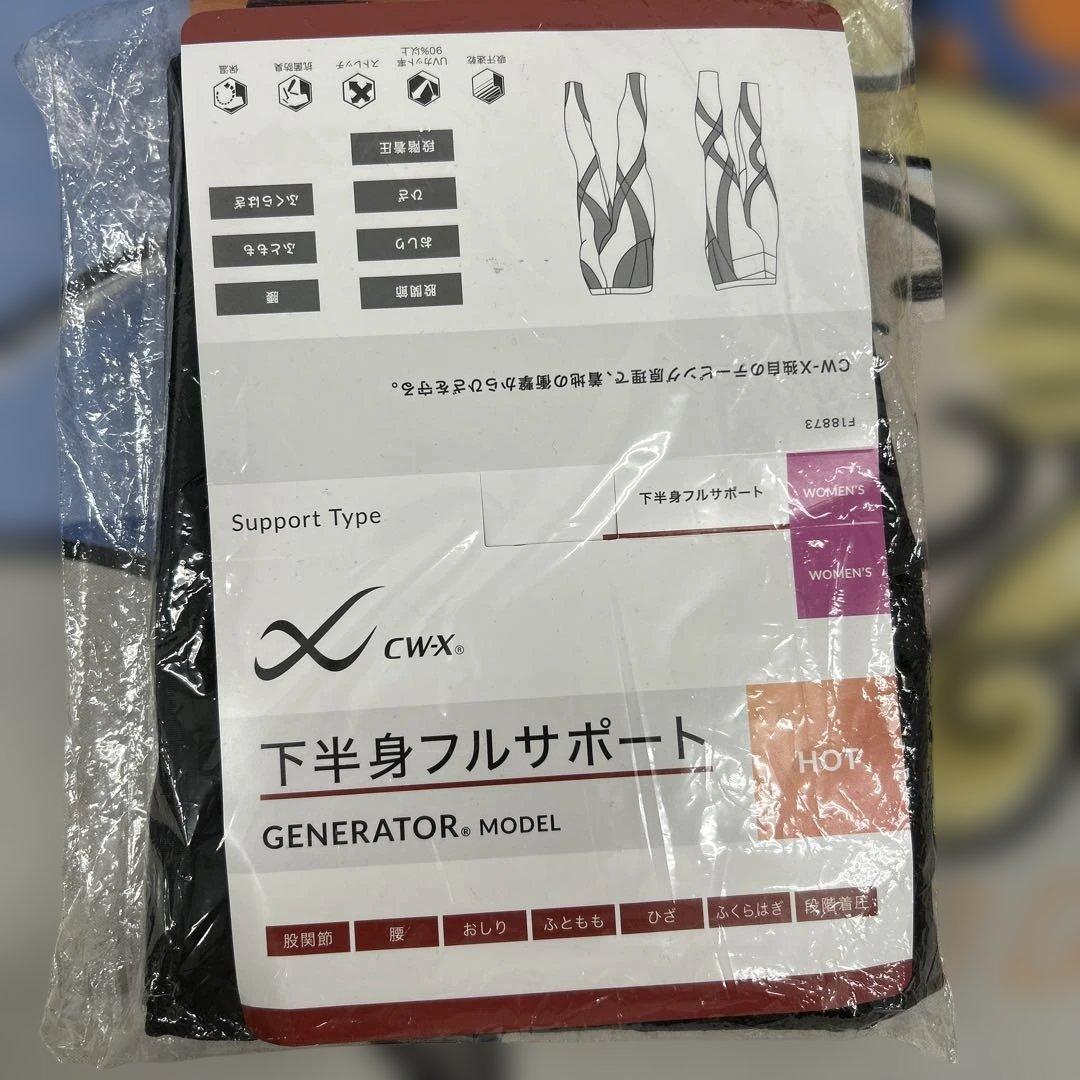 保温
抗菌防臭
ストレッチ
UVカット率
90%以上
吸汗速乾
段階着圧
ふくらはぎ
ひざ
ふともも
おしり
腰
股関節
CW-X独自のテーピング原理で、着地の衝撃からひざを守る。
F18873
Support Type
下半身フルサポート
WOMEN'S
WOMEN'S
CW-X®
下半身フルサポート
HOT
GENERATOR® MODEL
股関節
腰
おしり
ふともも
ひざ
ふくらはぎ
段階着圧